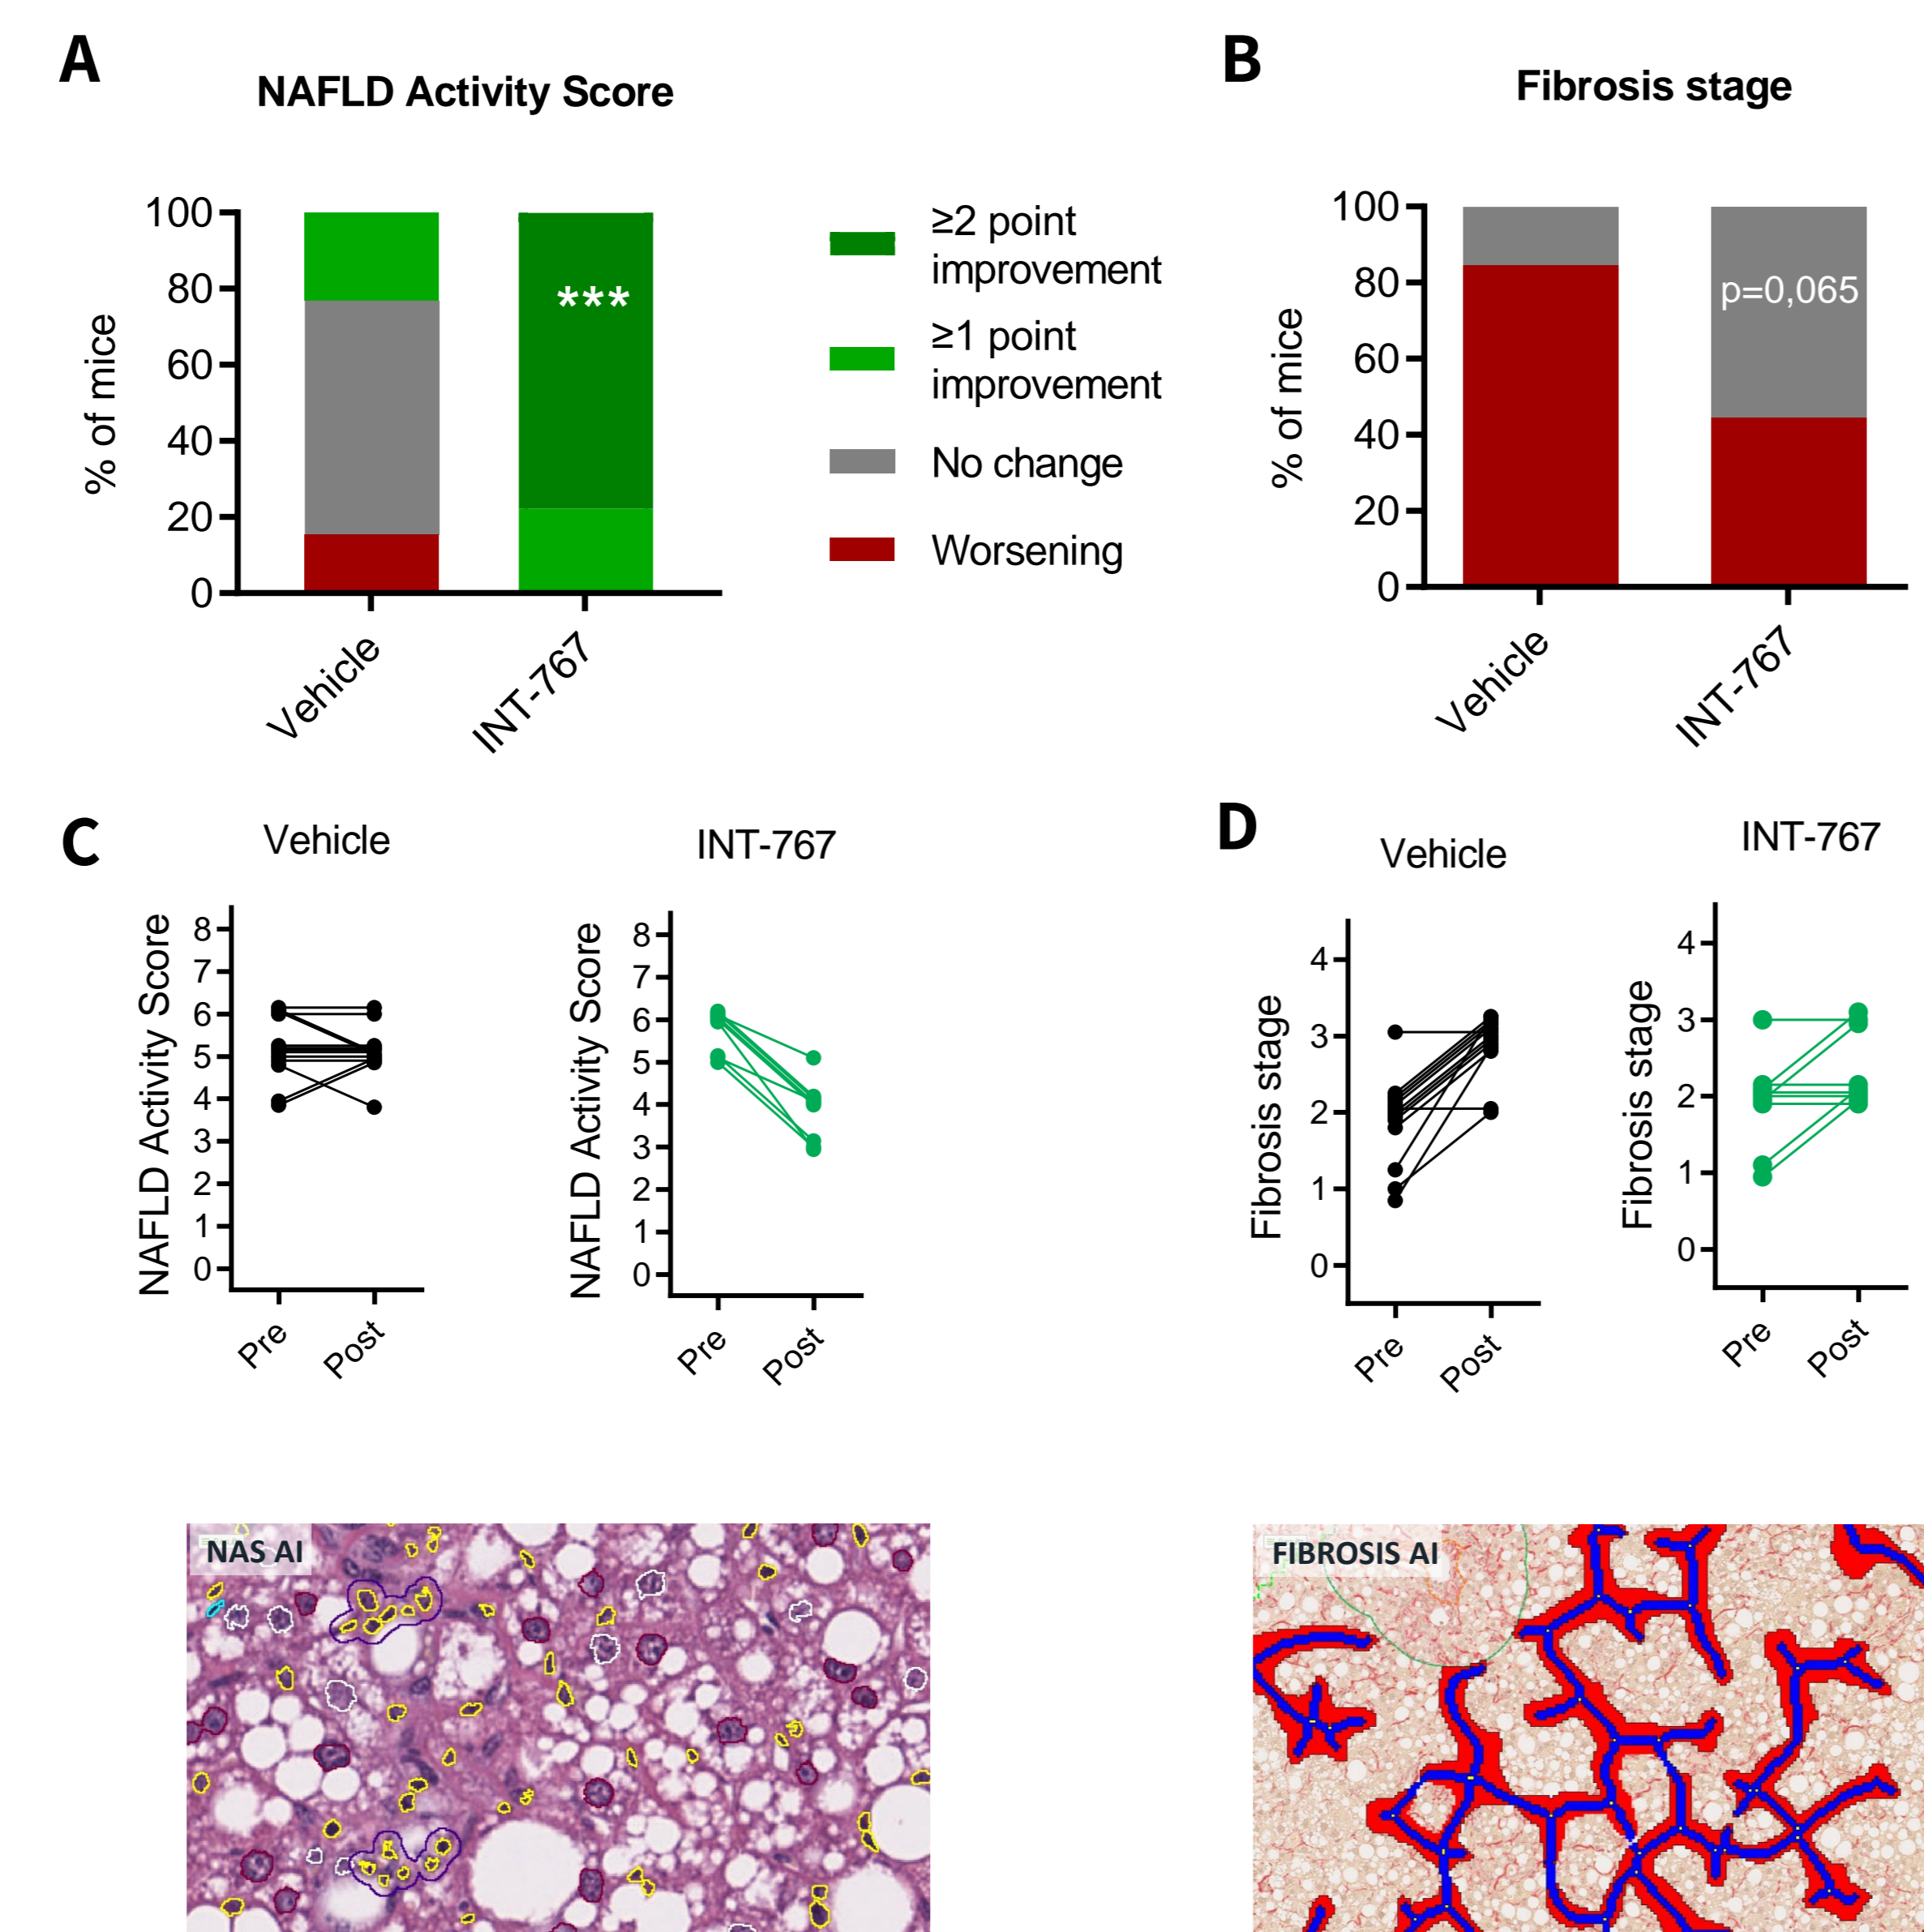 A
NAFLD Activity Score
100
80
60
40
20
0
% of mice
***
Vehicle
INT-767
≥2 point
improvement
≥1 point
improvement
No change
Worsening
B
Fibrosis stage
100
80
60
40
20
0
% of mice
p=0,065
Vehicle
INT-767
C
Vehicle
NAFLD Activity Score
8
7
6
5
4
3
2
1
0
Pre
Post
INT-767
NAFLD Activity Score
8
7
6
5
4
3
2
1
0
Pre
Post
D
Vehicle
Fibrosis stage
4
3
2
1
0
Pre
Post
INT-767
Fibrosis stage
4
3
2
1
0
Pre
Post
NAS AI
FIBROSIS AI